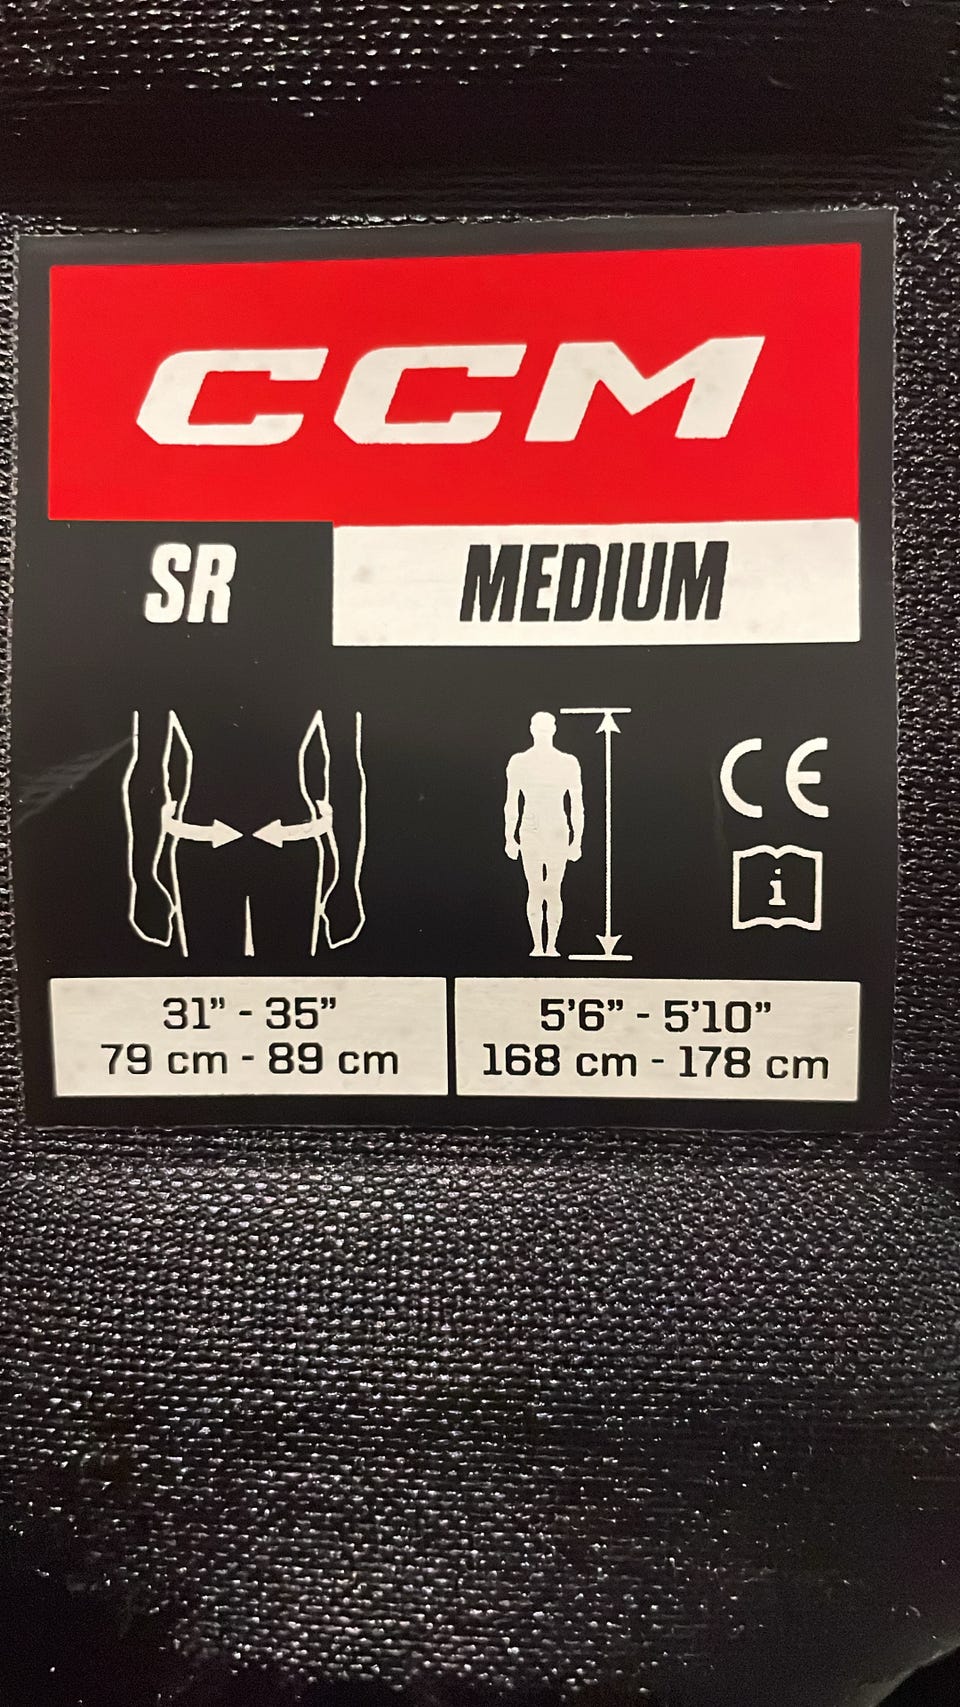 CCM
SR MEDIUM
CE
i
31” - 35”
79 cm - 89 cm
5’6” - 5’10”
168 cm - 178 cm